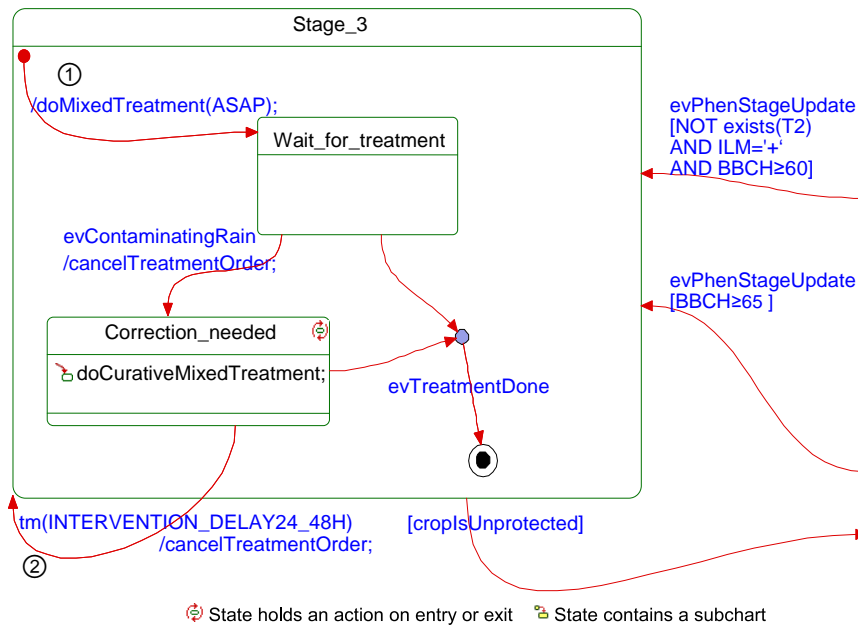 Stage_3
①
/doMixedTreatment(ASAP);
Wait_for_treatment
evContaminatingRain
/cancelTreatmentOrder;
Correction_needed
doCurativeMixedTreatment;
evTreatmentDone
evPhenStageUpdate
[NOT exists(T2)
AND ILM='+‘
AND BBCH≥60]
evPhenStageUpdate
[BBCH≥65 ]
tm(INTERVENTION_DELAY24_48H)
/cancelTreatmentOrder;
②
[cropIsUnprotected]
State holds an action on entry or exit
State contains a subchart